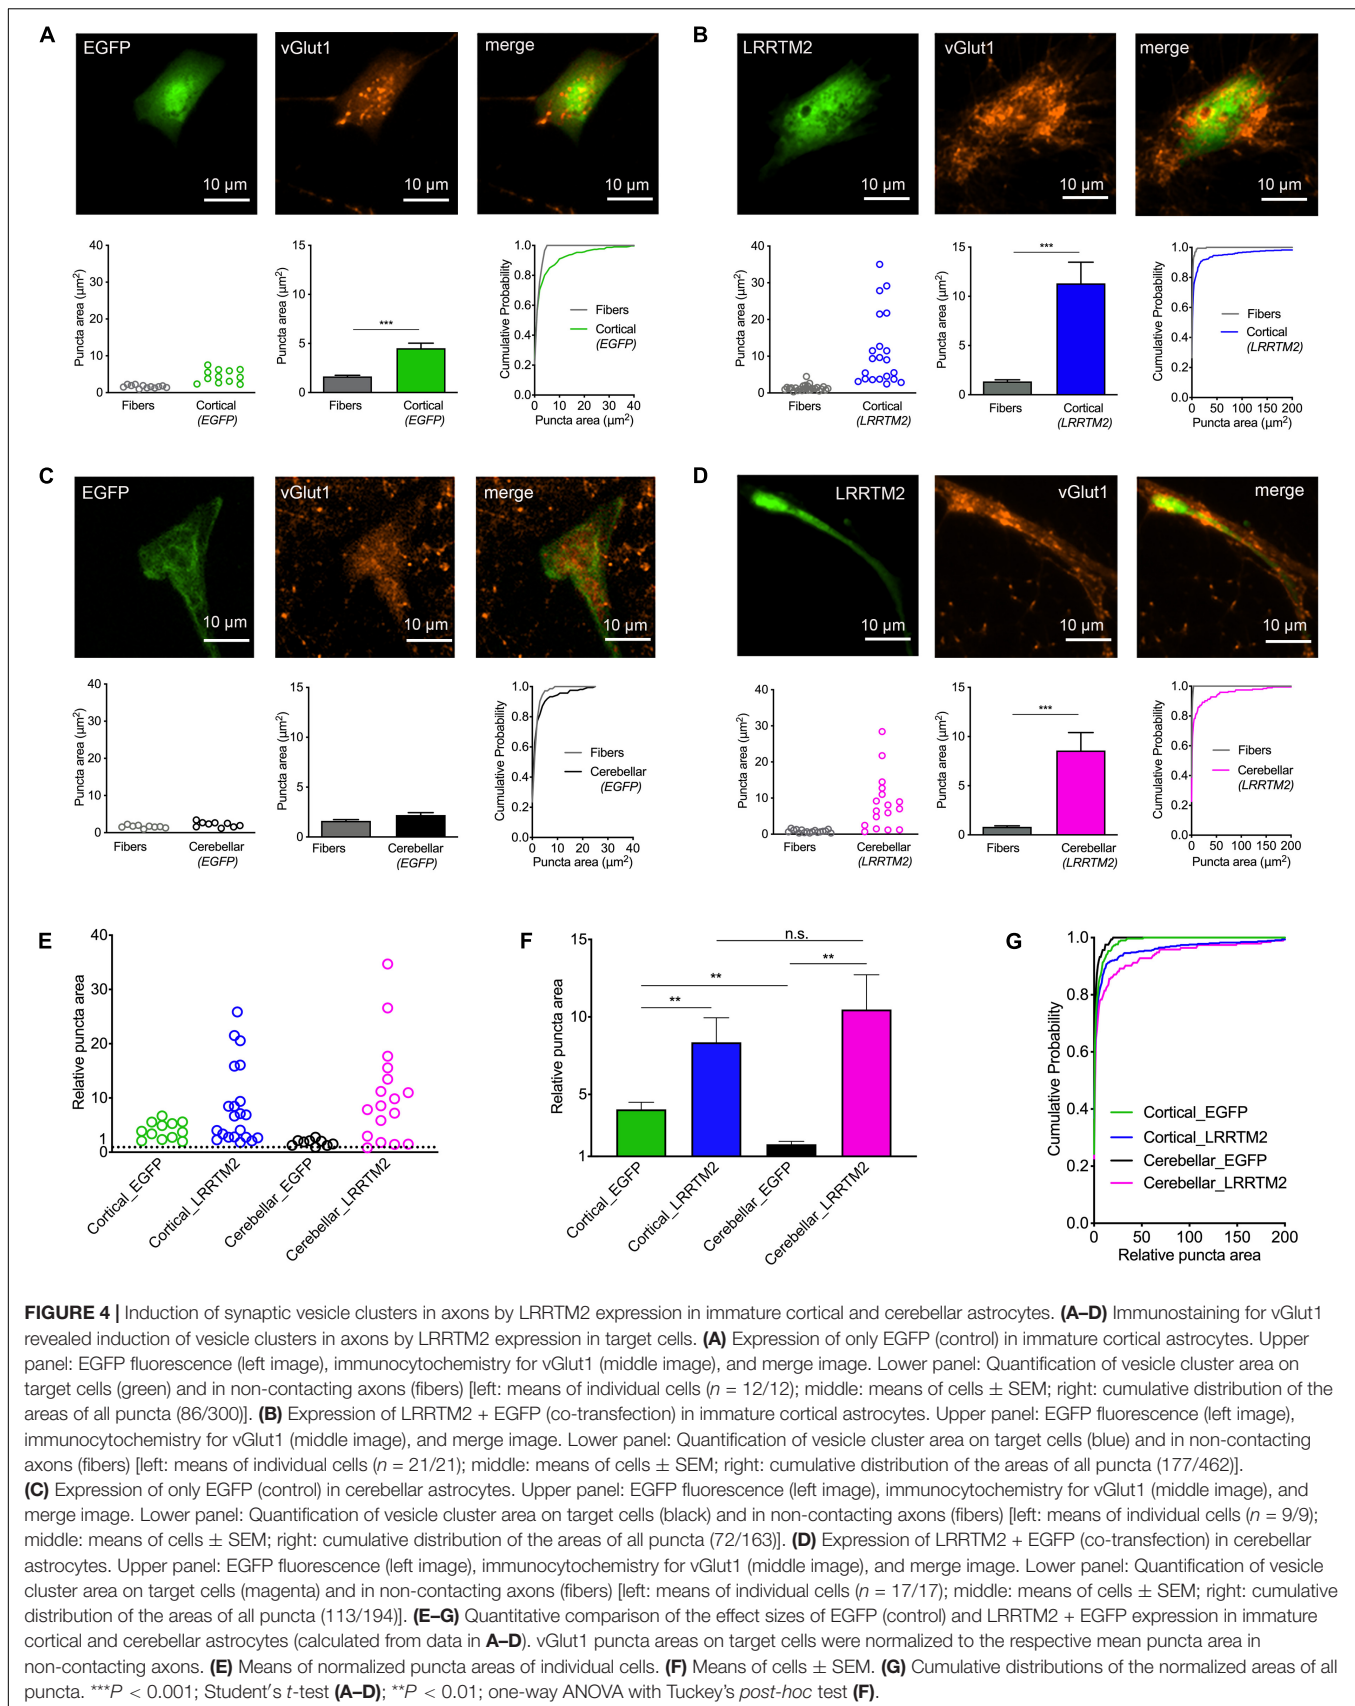 A
EGFP
vGlut1
merge
10 µm
10 µm
10 µm
Puncta area (µm²)
40
30
20
10
0
Fibers
Cortical
(EGFP)
Puncta area (µm²)
15
10
5
0
***
Fibers
Cortical
(EGFP)
Cumulative Probability
1.0
0.8
0.6
0.4
0.2
0.0
Fibers
Cortical
(EGFP)
0 10 20 30 40
Puncta area (µm²)
B
LRRTM2
vGlut1
merge
10 µm
10 µm
10 µm
Puncta area (µm²)
40
30
20
10
0
Fibers
Cortical
(LRRTM2)
Puncta area (µm²)
15
10
5
0
***
Fibers
Cortical
(LRRTM2)
Cumulative Probability
1.0
0.8
0.6
0.4
0.2
0.0
Fibers
Cortical
(LRRTM2)
0 50 100 150 200
Puncta area (µm²)
C
EGFP
vGlut1
merge
10 µm
10 µm
10 µm
Puncta area (µm²)
40
30
20
10
0
Fibers
Cerebellar
(EGFP)
Puncta area (µm²)
15
10
5
0
Fibers
Cerebellar
(EGFP)
Cumulative Probability
1.0
0.8
0.6
0.4
0.2
0.0
Fibers
Cerebellar
(EGFP)
0 10 20 30 40
Puncta area (µm²)
D
LRRTM2
vGlut1
merge
10 µm
10 µm
10 µm
Puncta area (µm²)
40
30
20
10
0
Fibers
Cerebellar
(LRRTM2)
Puncta area (µm²)
15
10
5
0
***
Fibers
Cerebellar
(LRRTM2)
Cumulative Probability
1.0
0.8
0.6
0.4
0.2
0.0
Fibers
Cerebellar
(LRRTM2)
0 50 100 150 200
Puncta area (µm²)
E
Relative puncta area
40
30
20
10
1
0
Cortical_EGFP
Cortical_LRRTM2
Cerebellar_EGFP
Cerebellar_LRRTM2
F
Relative puncta area
15
10
5
1
n.s.
**
**
**
Cortical_EGFP
Cortical_LRRTM2
Cerebellar_EGFP
Cerebellar_LRRTM2
G
Cumulative Probability
1.0
0.8
0.6
0.4
0.2
0.0
Cortical_EGFP
Cortical_LRRTM2
Cerebellar_EGFP
Cerebellar_LRRTM2
0 50 100 150 200
Relative puncta area
FIGURE 4 | Induction of synaptic vesicle clusters in axons by LRRTM2 expression in immature cortical and cerebellar astrocytes. (A–D) Immunostaining for vGlut1
revealed induction of vesicle clusters in axons by LRRTM2 expression in target cells. (A) Expression of only EGFP (control) in immature cortical astrocytes. Upper
panel: EGFP fluorescence (left image), immunocytochemistry for vGlut1 (middle image), and merge image. Lower panel: Quantification of vesicle cluster area on
target cells (green) and in non-contacting axons (fibers) [left: means of individual cells (n = 12/12); middle: means of cells ± SEM; right: cumulative distribution of the
areas of all puncta (86/300)]. (B) Expression of LRRTM2 + EGFP (co-transfection) in immature cortical astrocytes. Upper panel: EGFP fluorescence (left image),
immunocytochemistry for vGlut1 (middle image), and merge image. Lower panel: Quantification of vesicle cluster area on target cells (blue) and in non-contacting
axons (fibers) [left: means of individual cells (n = 21/21); middle: means of cells ± SEM; right: cumulative distribution of the areas of all puncta (177/462)].
(C) Expression of only EGFP (control) in cerebellar astrocytes. Upper panel: EGFP fluorescence (left image), immunocytochemistry for vGlut1 (middle image), and
merge image. Lower panel: Quantification of vesicle cluster area on target cells (black) and in non-contacting axons (fibers) [left: means of individual cells (n = 9/9);
middle: means of cells ± SEM; right: cumulative distribution of the areas of all puncta (72/163)]. (D) Expression of LRRTM2 + EGFP (co-transfection) in cerebellar
astrocytes. Upper panel: EGFP fluorescence (left image), immunocytochemistry for vGlut1 (middle image), and merge image. Lower panel: Quantification of vesicle
cluster area on target cells (magenta) and in non-contacting axons (fibers) [left: means of individual cells (n = 17/17); middle: means of cells ± SEM; right: cumulative
distribution of the areas of all puncta (113/194)]. (E–G) Quantitative comparison of the effect sizes of EGFP (control) and LRRTM2 + EGFP expression in immature
cortical and cerebellar astrocytes (calculated from data in A–D). vGlut1 puncta areas on target cells were normalized to the respective mean puncta area in
non-contacting axons. (E) Means of normalized puncta areas of individual cells. (F) Means of cells ± SEM. (G) Cumulative distributions of the normalized areas of all
puncta. ***P < 0.001; Student's t-test (A–D); **P < 0.01; one-way ANOVA with Tuckey's post-hoc test (F).